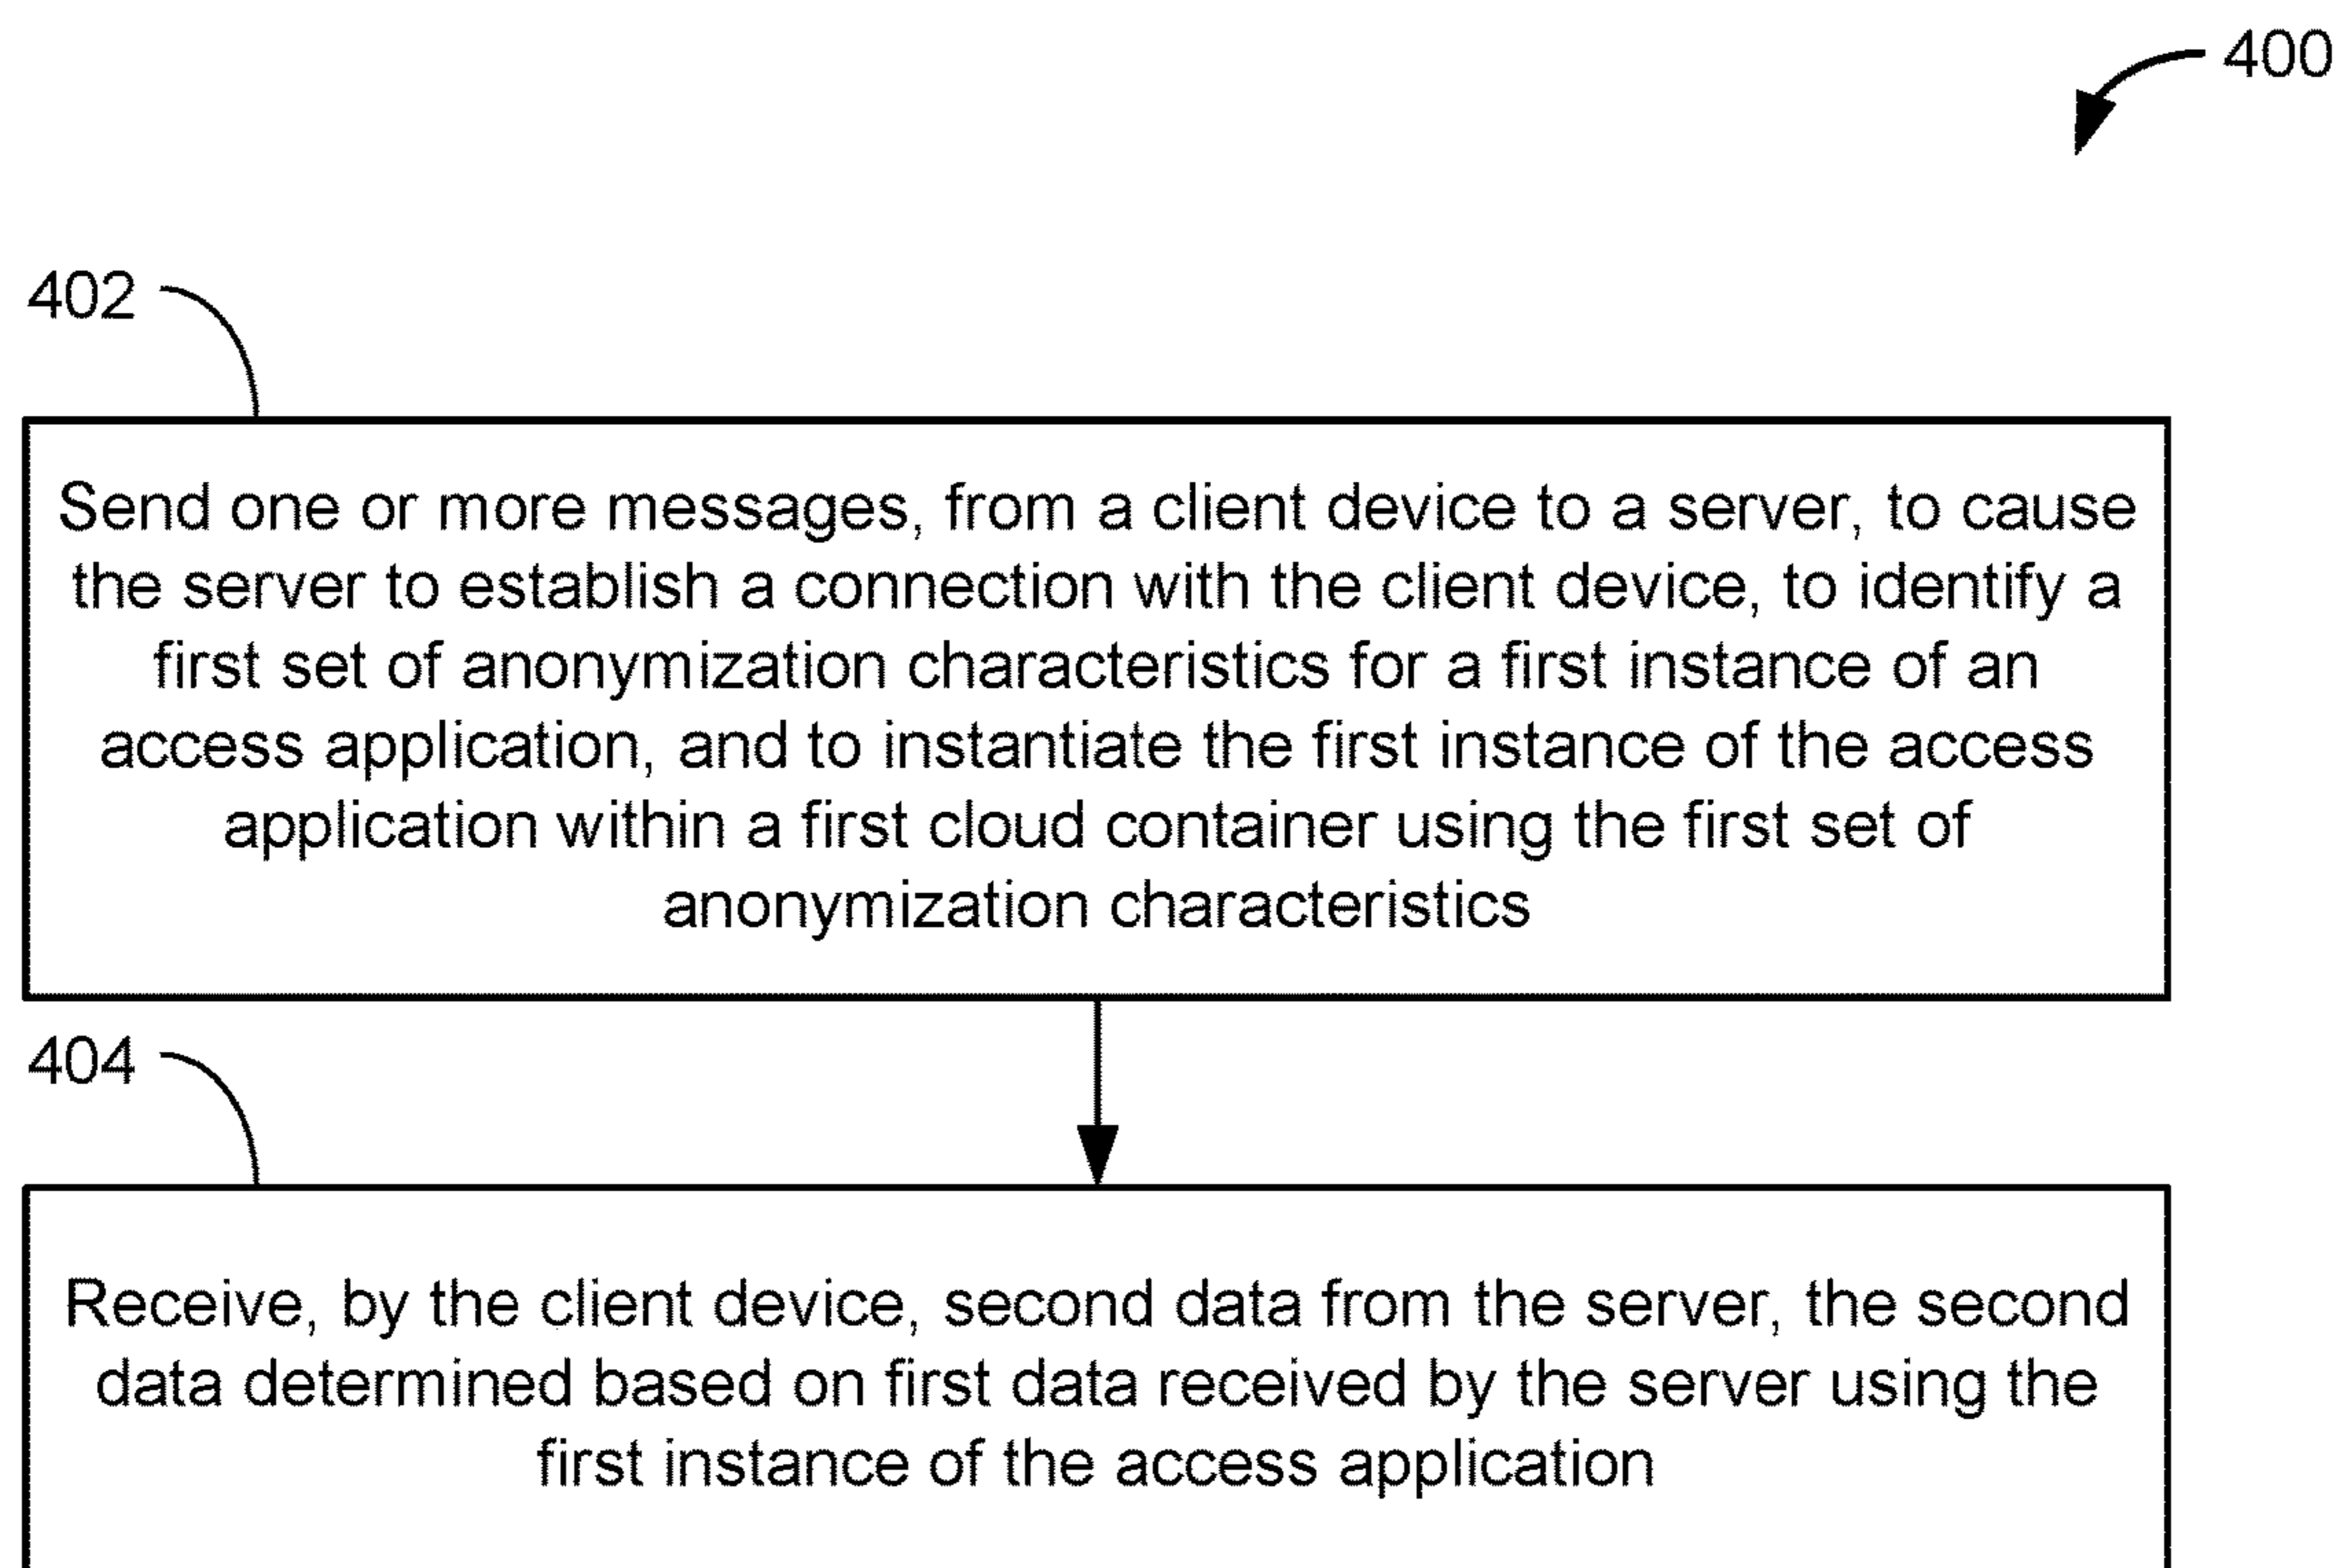 400
402
Send one or more messages, from a client device to a server, to cause
the server to establish a connection with the client device, to identify a
first set of anonymization characteristics for a first instance of an
access application, and to instantiate the first instance of the access
application within a first cloud container using the first set of
anonymization characteristics
404
Receive, by the client device, second data from the server, the second
data determined based on first data received by the server using the
first instance of the access application